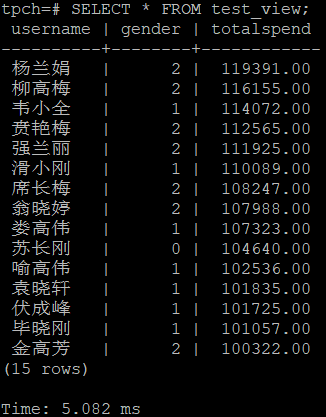 tpch=# SELECT * FROM test_view;
 username | gender | totalspend
----------+--------+------------
 杨兰娟   |      2 |  119391.00
 柳高梅   |      2 |  116155.00
 韦小全   |      1 |  114072.00
 贲艳梅   |      2 |  112565.00
 强兰丽   |      2 |  111925.00
 滑小刚   |      1 |  110089.00
 席长梅   |      2 |  108247.00
 翁晓婷   |      2 |  107988.00
 娄高伟   |      1 |  107323.00
 苏长刚   |      0 |  104640.00
 喻高伟   |      1 |  102536.00
 袁晓轩   |      1 |  101835.00
 伏成峰   |      1 |  101725.00
 毕晓刚   |      1 |  101057.00
 金高芳   |      2 |  100322.00
(15 rows)
Time: 5.082 ms